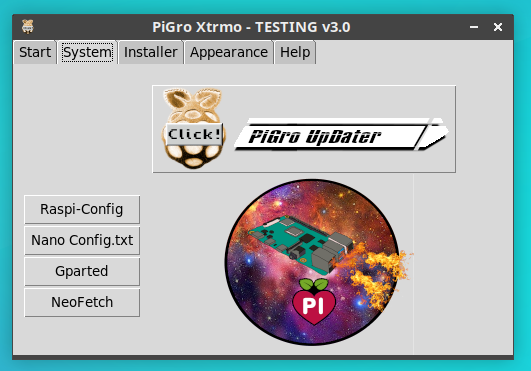 PiGro Xtrmo - TESTING v3.0
Start System Installer Appearance Help
Click! PiGro UpDater
Raspi-Config
Nano Config.txt
Gparted
NeoFetch
PI